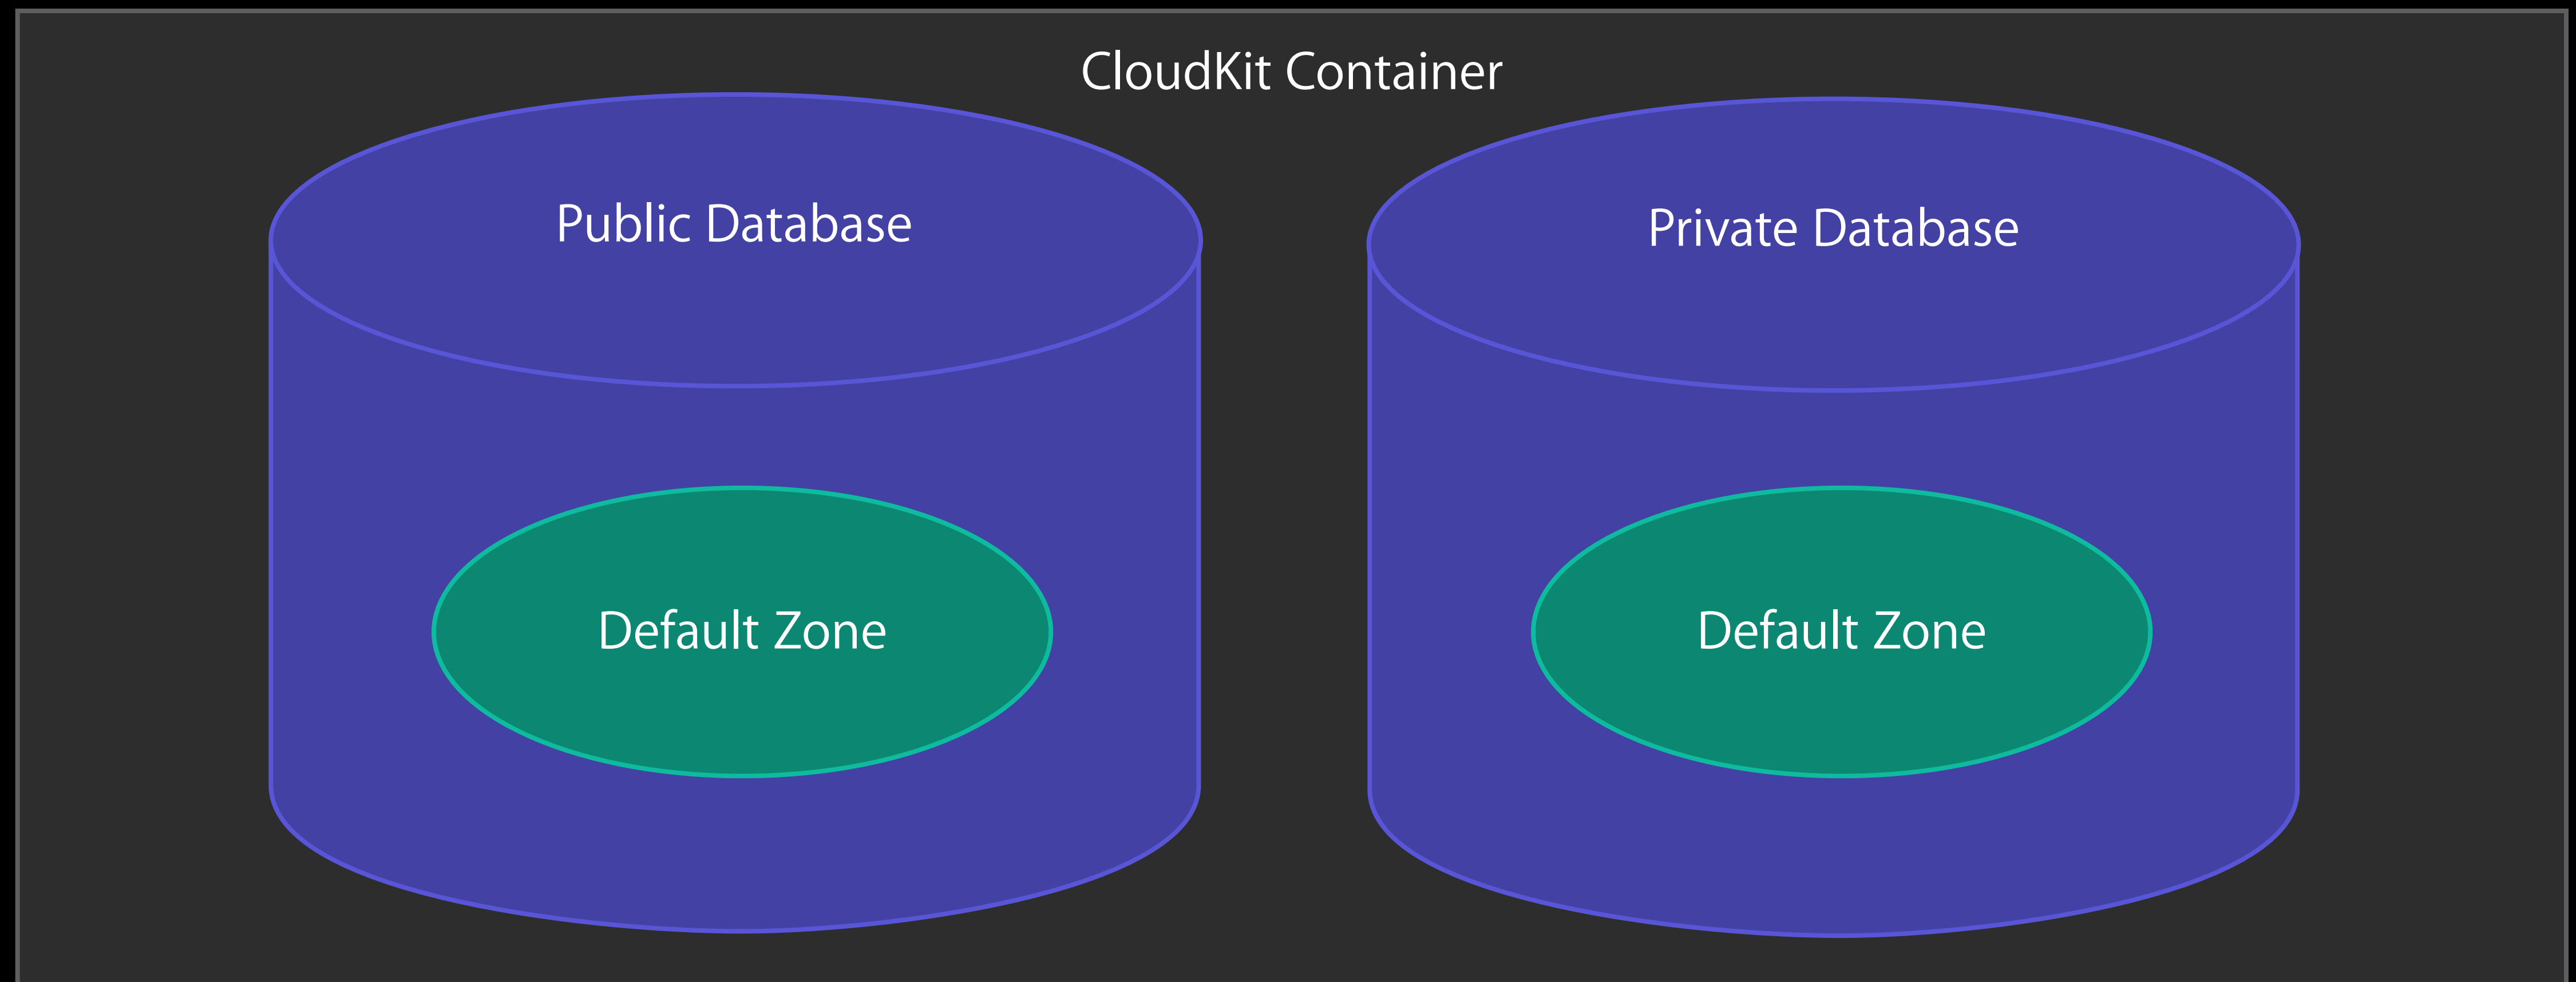 CloudKit Container
Public Database
Private Database
Default Zone
Default Zone